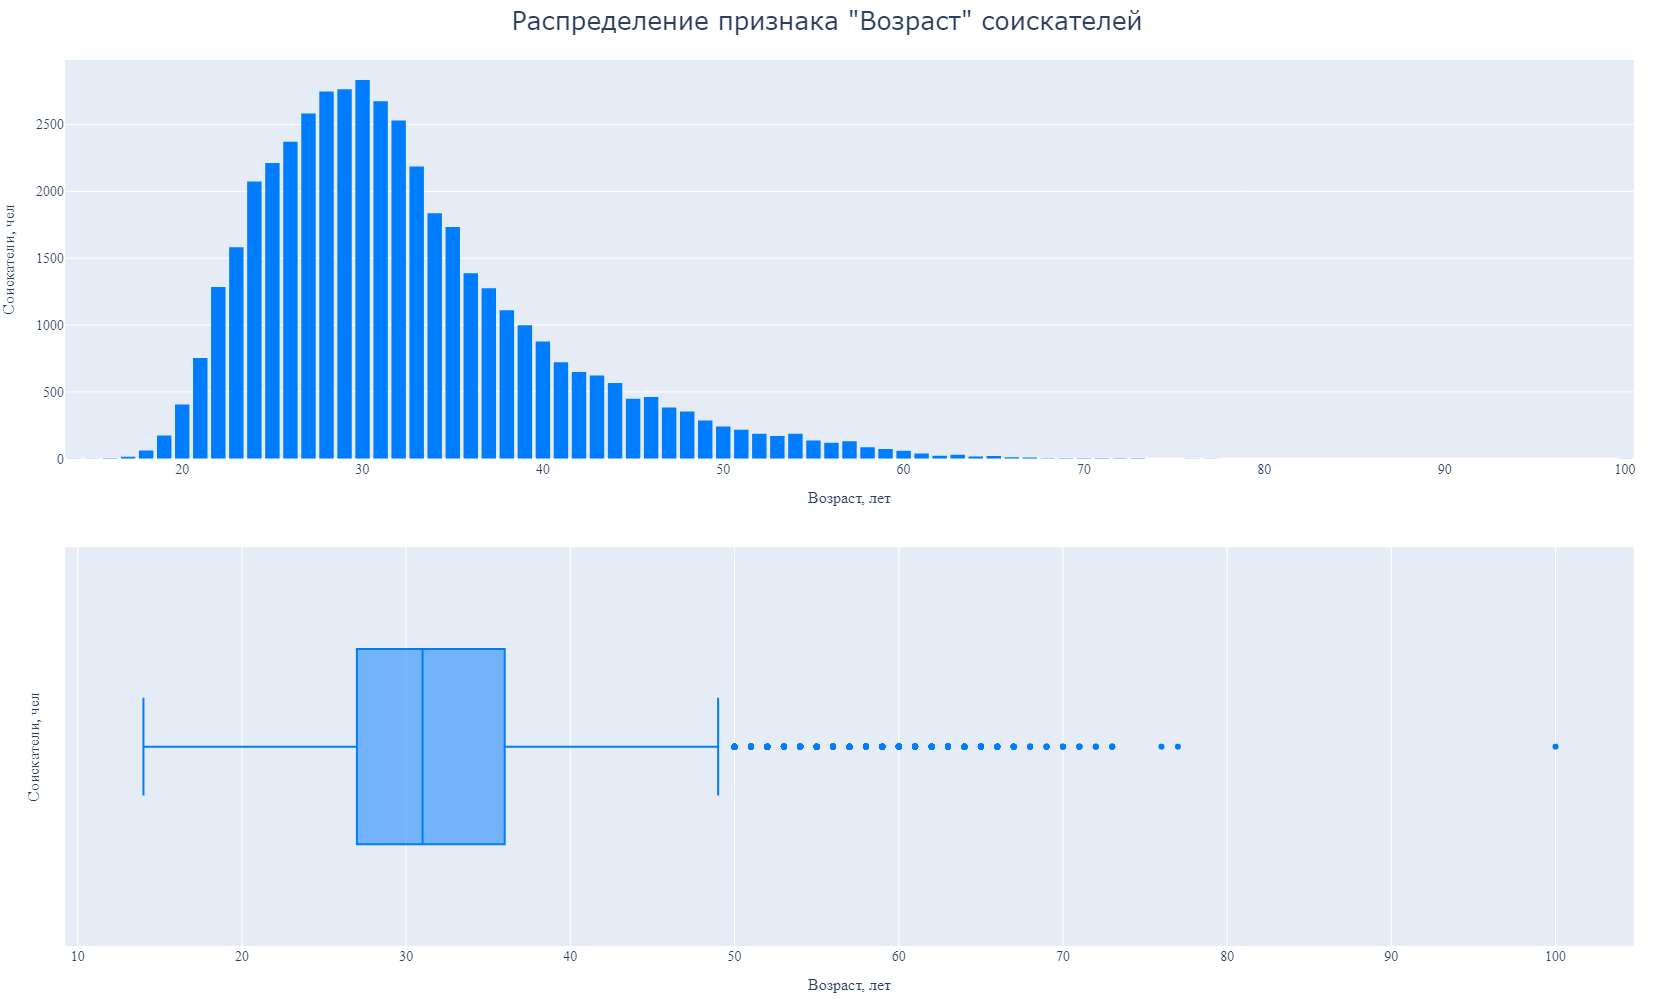 Распределение признака "Возраст" соискателей
Соискатели, чел
2500
2000
1500
1000
500
0
20 30 40 50 60 70 80 90 100
Возраст, лет
Соискатели, чел
10 20 30 40 50 60 70 80 90 100
Возраст, лет